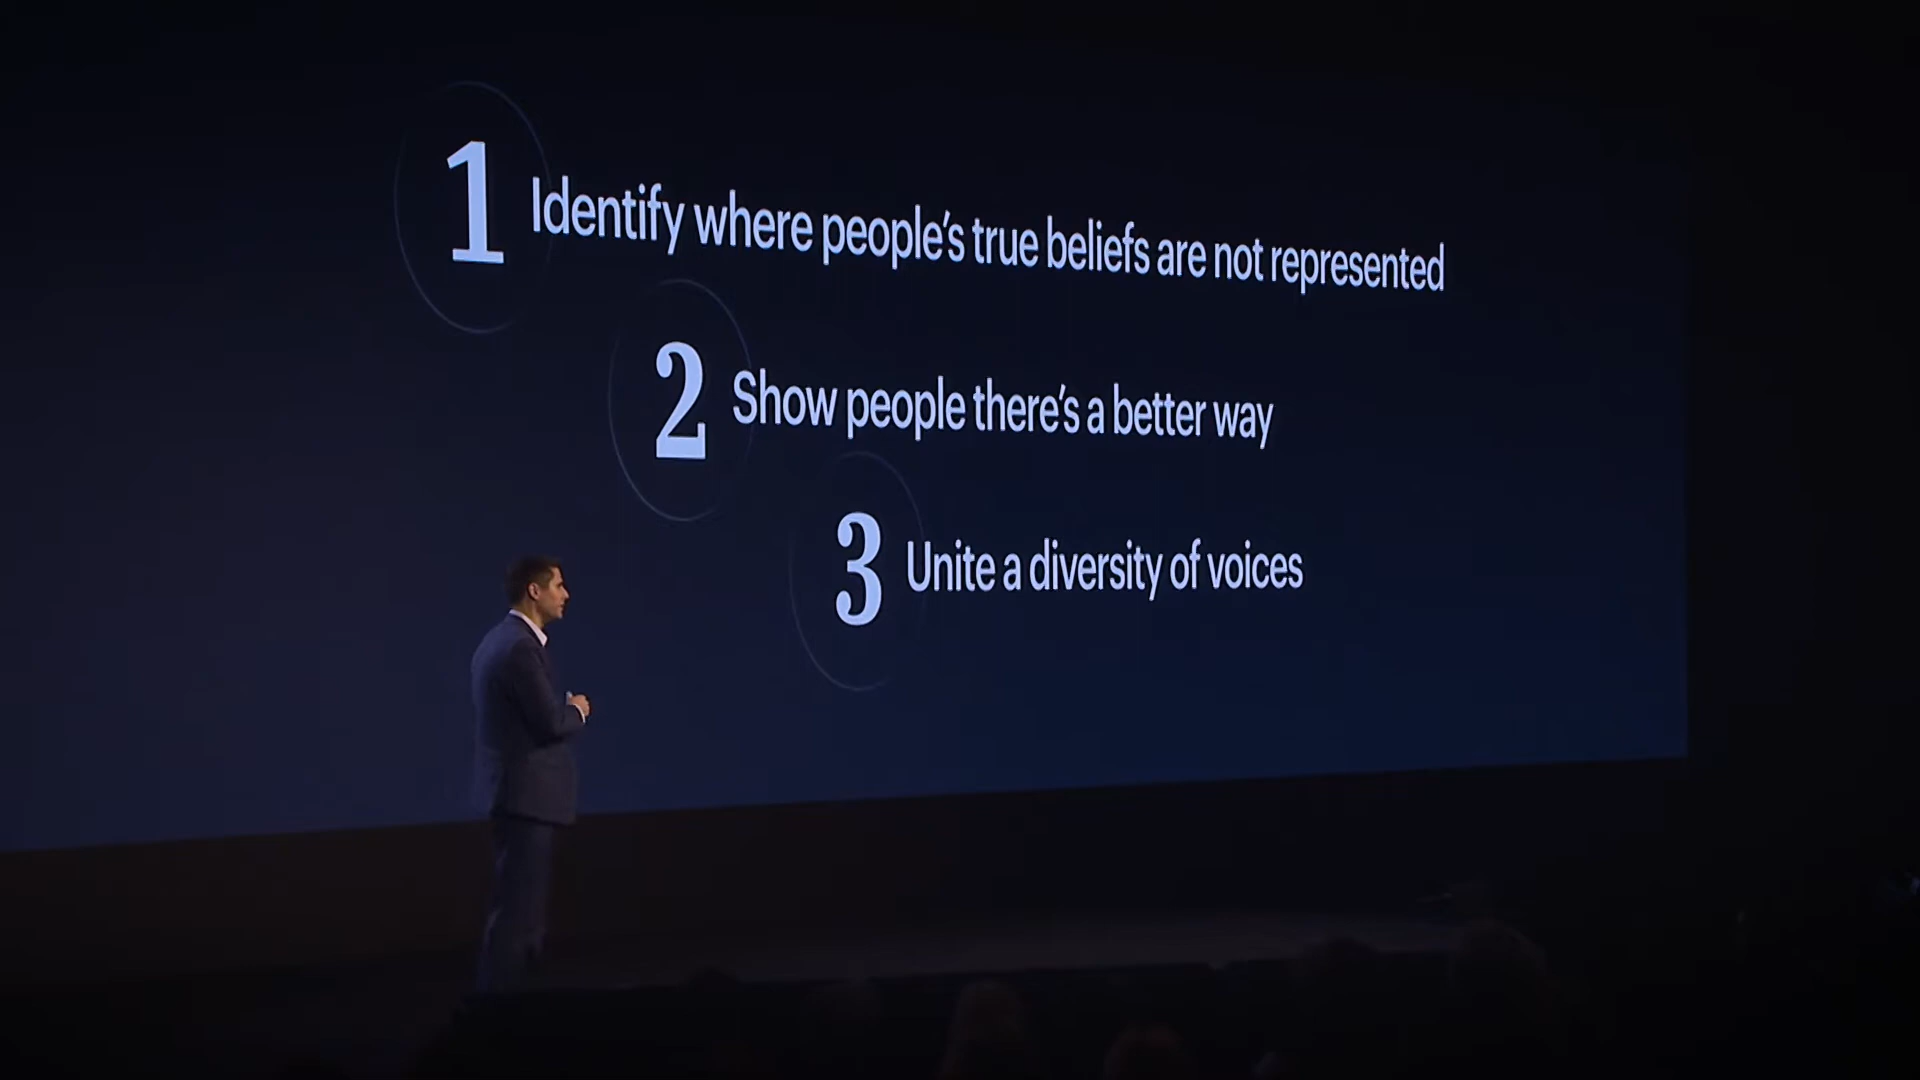 1 Identify where people’s true beliefs are not represented
2 Show people there’s a better way
3 Unite a diversity of voices